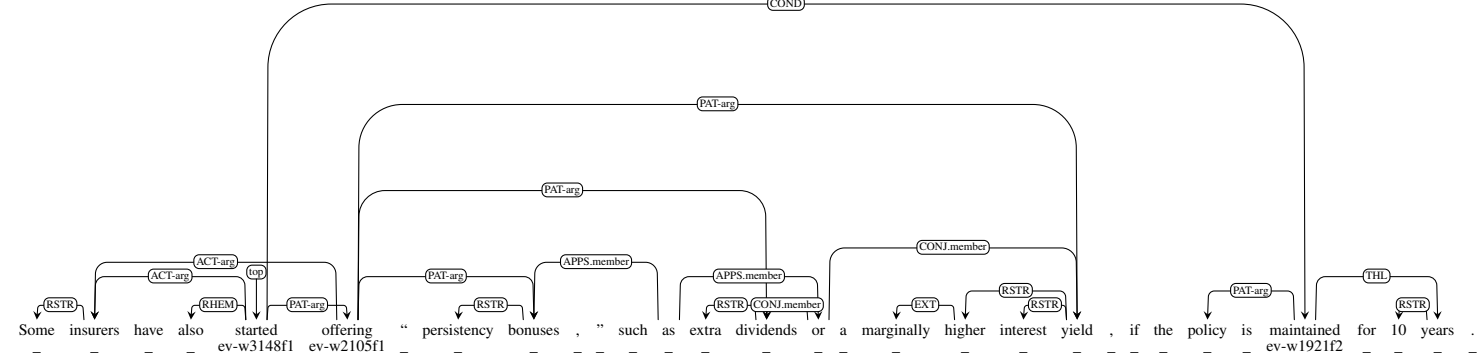 COND
PAT-arg
PAT-arg
CONJ.member
ACT-arg top APPS.member
ACT-arg PAT-arg APPS.member THL
RSTR PAT-arg
RSTR RHEM PAT-arg RSTR RSTR CONJ.member EXT RSTR RSTR
Some insurers have also started offering “ persistency bonuses , ” such as extra dividends or a marginally higher interest yield , if the policy is maintained for 10 years .
_ _ _ _ ev-w3148f1 ev-w2105f1 _ _ _ _ _ _ _ _ _ _ _ _ _ _ _ _ _ _ _ _ ev-w1921f2 _ _ _ _